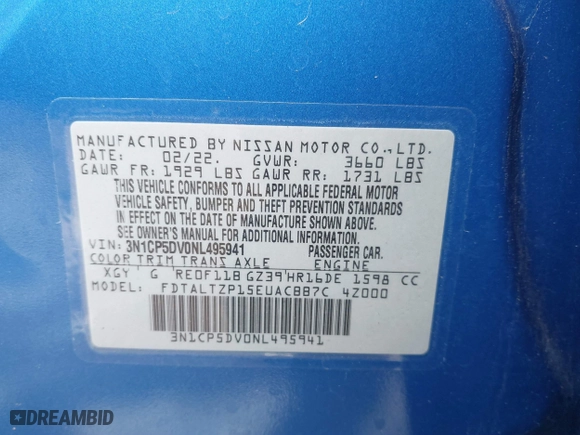 MANUFACTURED BY NISSAN MOTOR CO., LTD.
DATE: 02/22. GVWR: 3660 LBS
GAWR FR: 1929 LBS GAWR RR: 1731 LBS
THIS VEHICLE CONFORMS TO ALL APPLICABLE FEDERAL MOTOR
VEHICLE SAFETY, BUMPER, AND THEFT PREVENTION STANDARDS
IN EFFECT ON THE DATE OF MANUFACTURE SHOWN ABOVE.
SEE OWNER'S MANUAL FOR ADDITIONAL INFORMATION.
VIN: 3N1CP5DV0NL495941 PASSENGER CAR.
COLOR TRIM TRANS AXLE ENGINE
XGY G RE0F11B GZ39 HR16DE 1598 CC
MODEL: FDTALTZP15EUACBB7C 4Z000
3N1CP5DV0NL495941
DREAMBID